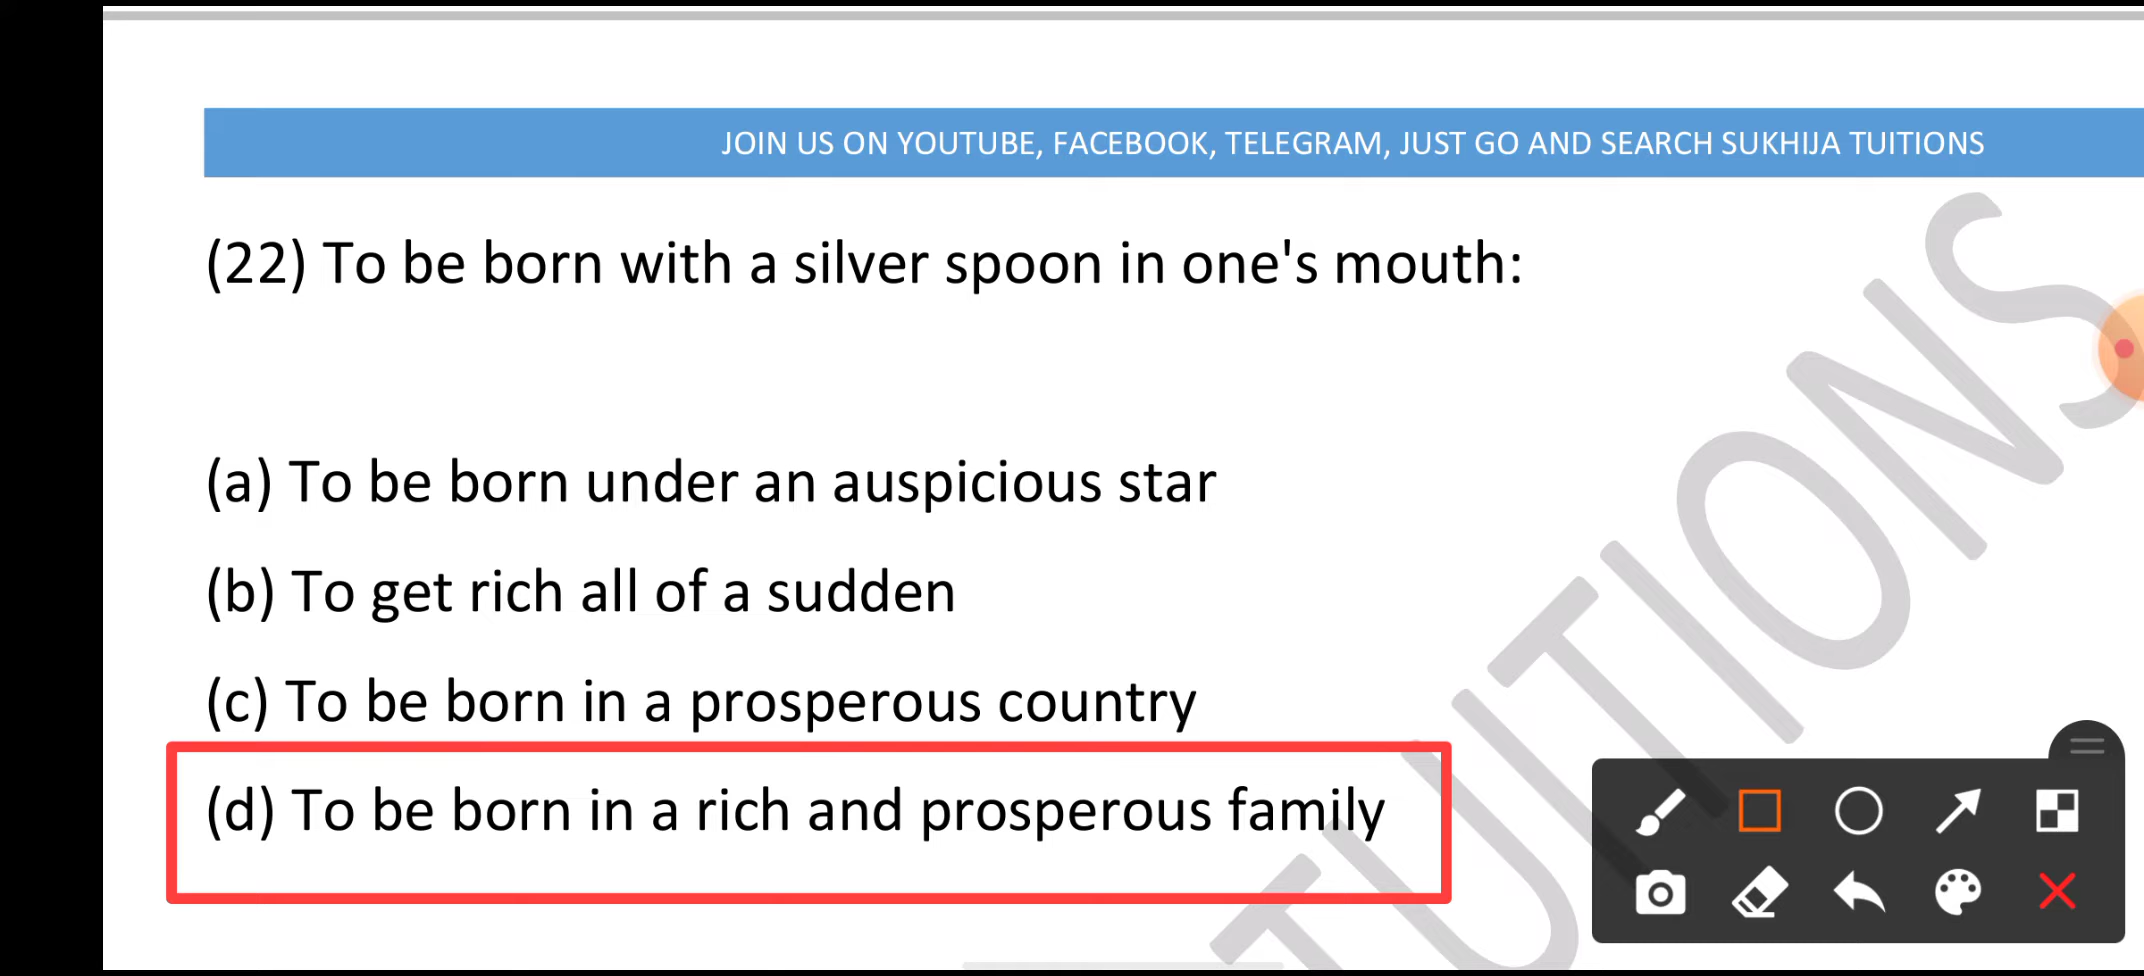 JOIN US ON YOUTUBE, FACEBOOK, TELEGRAM, JUST GO AND SEARCH SUKHIJA TUITIONS
(22) To be born with a silver spoon in one's mouth:
(a) To be born under an auspicious star
(b) To get rich all of a sudden
(c) To be born in a prosperous country
(d) To be born in a rich and prosperous family
TUITIONS